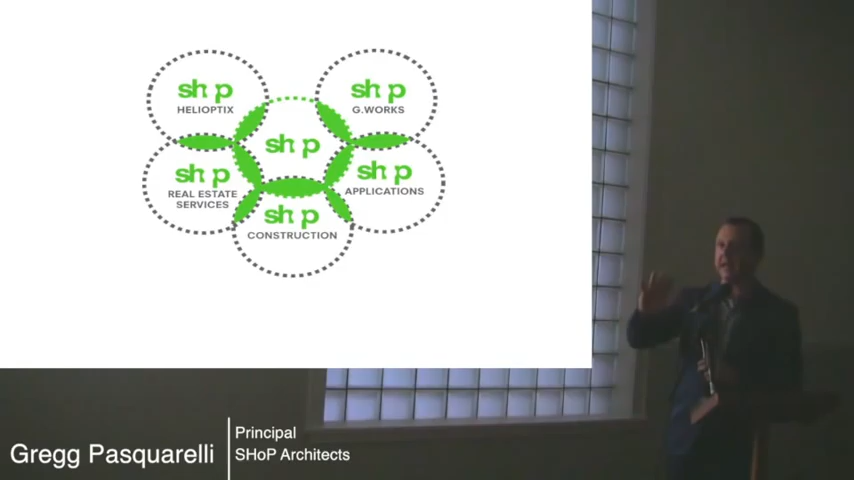 sh p
HELIOPTIX
sh p
G.WORKS
sh p
sh p
REAL ESTATE
SERVICES
sh p
APPLICATIONS
sh p
CONSTRUCTION
Gregg Pasquarelli
Principal
SHoP Architects